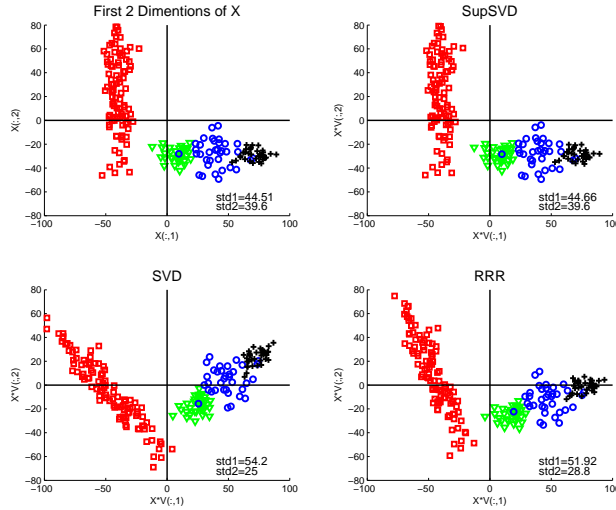 First 2 Dimentions of X
80
60
40
20
0
−20
−40
−60
−80
X(:,2)
−100
−50
0
50
100
X(:,1)
std1=44.51
std2=39.6
SupSVD
80
60
40
20
0
−20
−40
−60
−80
X*V(:,2)
−100
−50
0
50
100
X*V(:,1)
std1=44.66
std2=39.6
SVD
80
60
40
20
0
−20
−40
−60
−80
X*V(:,2)
−100
−50
0
50
100
X*V(:,1)
std1=54.2
std2=25
RRR
80
60
40
20
0
−20
−40
−60
−80
X*V(:,2)
−100
−50
0
50
100
X*V(:,1)
std1=51.92
std2=28.8